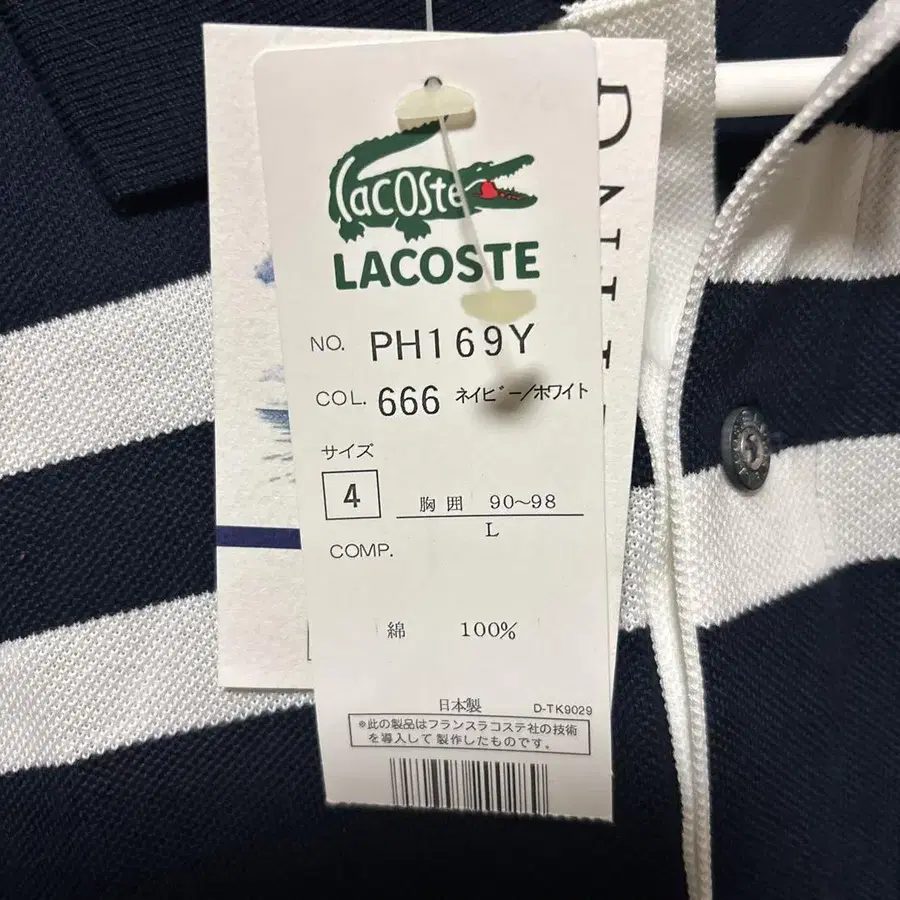 Lacoste
LACOSTE
NO. PH169Y
COL. 666 ネイビー/ホワイト
サイズ
4 胸囲 90~98
L
COMP.
綿 100%
日本製 D-TK9029
※此の製品はフランスラコステ社の技術
を導入して製作したものです。